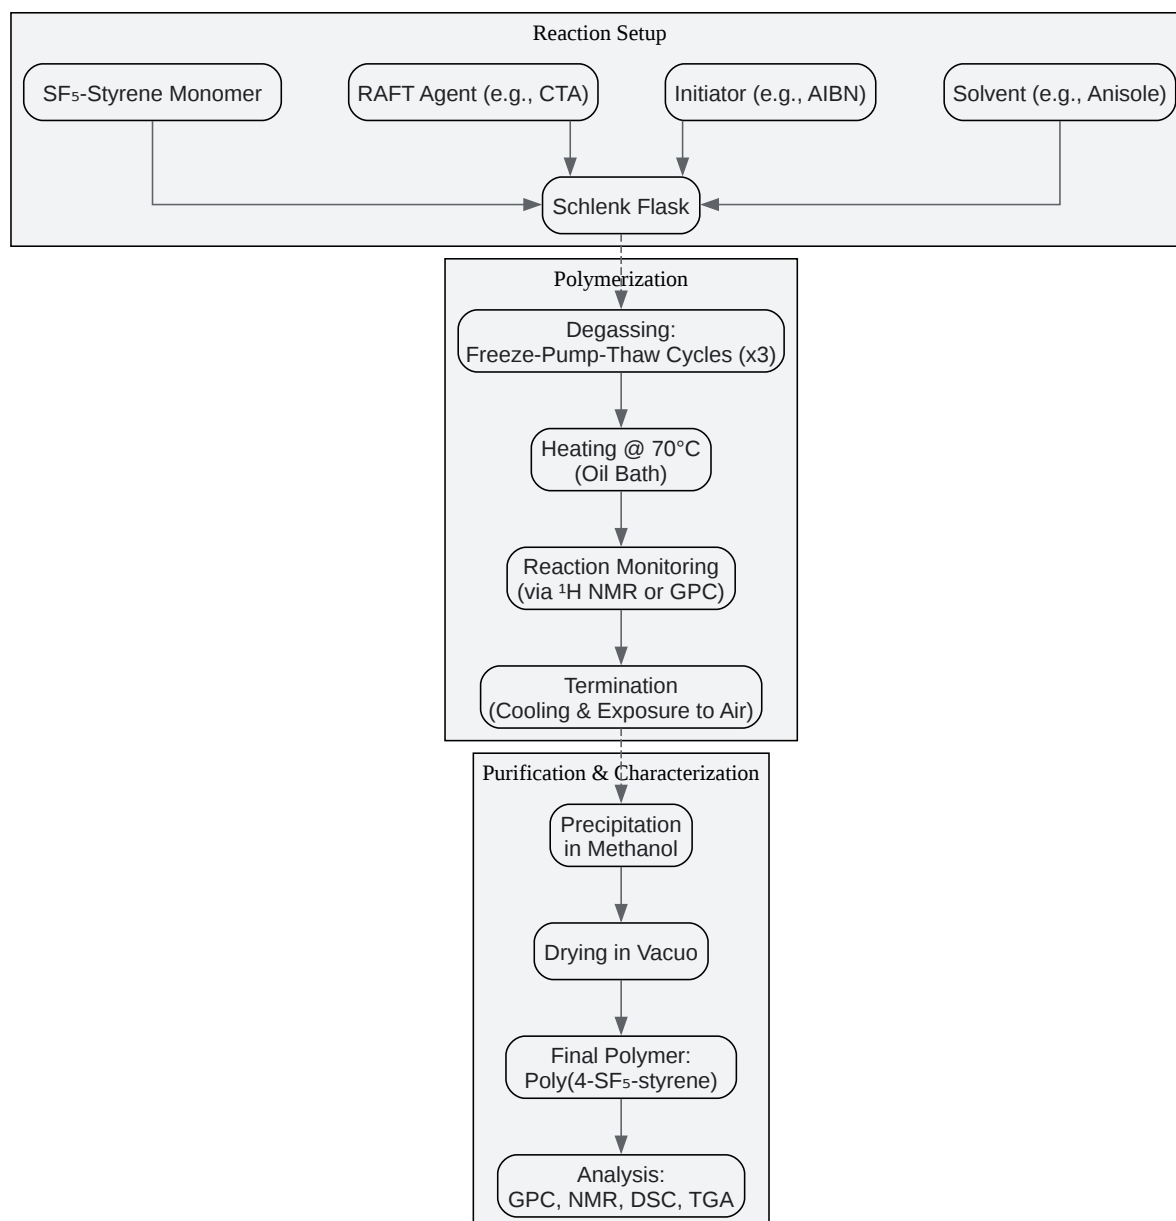 Reaction Setup
SF₅-Styrene Monomer
RAFT Agent (e.g., CTA)
Initiator (e.g., AIBN)
Solvent (e.g., Anisole)
Schlenk Flask
Polymerization
Degassing:
Freeze-Pump-Thaw Cycles (x3)
Heating @ 70°C
(Oil Bath)
Reaction Monitoring
(via ¹H NMR or GPC)
Termination
(Cooling & Exposure to Air)
Purification & Characterization
Precipitation
in Methanol
Drying in Vacuo
Final Polymer:
Poly(4-SF₅-styrene)
Analysis:
GPC, NMR, DSC, TGA